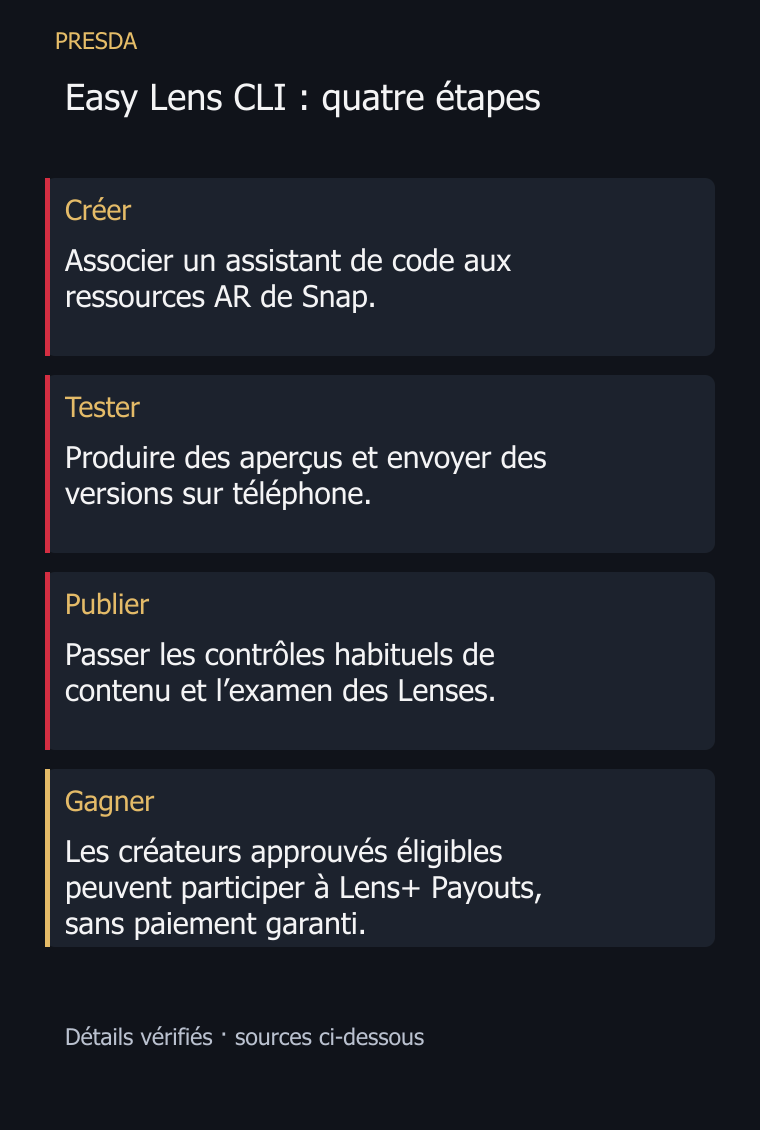 PRESDA
Easy Lens CLI : quatre étapes
Créer
Associer un assistant de code aux
ressources AR de Snap.
Tester
Produire des aperçus et envoyer des
versions sur téléphone.
Publier
Passer les contrôles habituels de
contenu et l’examen des Lenses.
Gagner
Les créateurs approuvés éligibles
peuvent participer à Lens+ Payouts,
sans paiement garanti.
Détails vérifiés · sources ci-dessous